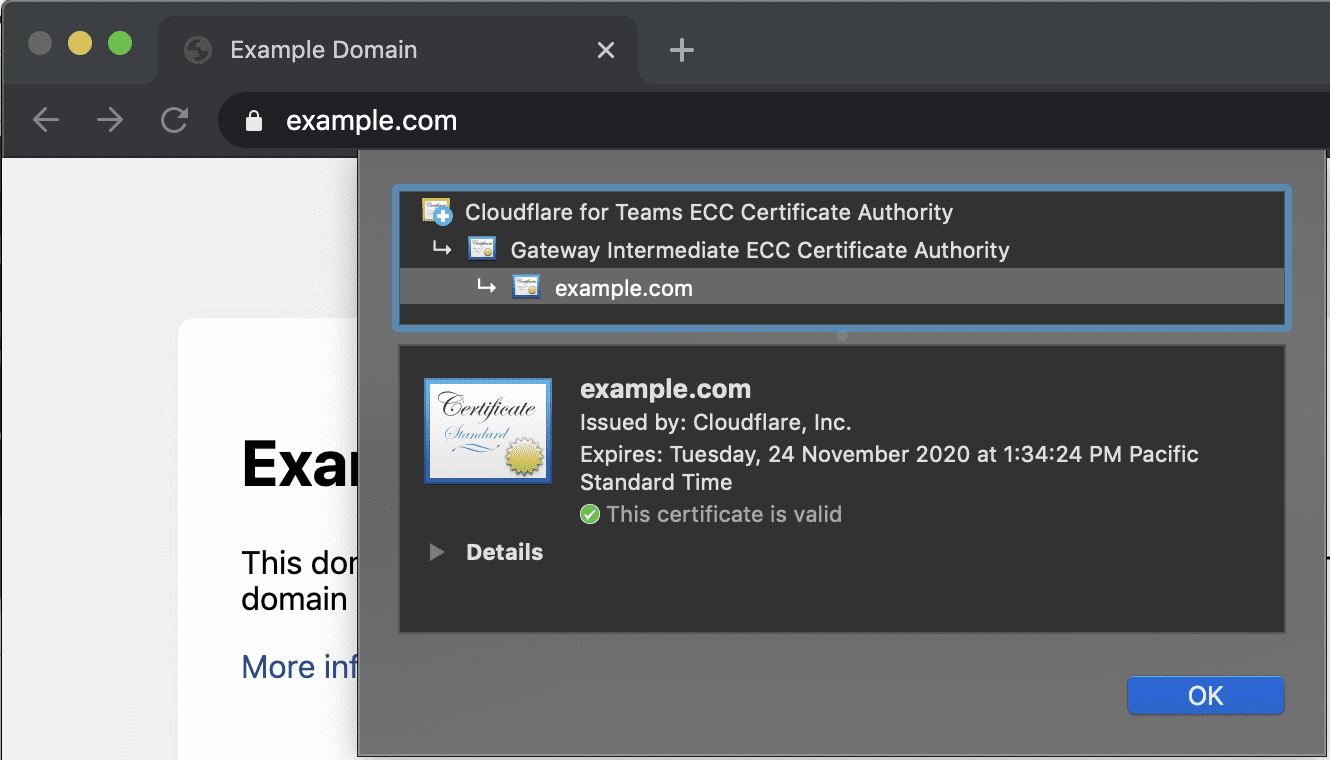 Example Domain
example.com
Cloudflare for Teams ECC Certificate Authority
Gateway Intermediate ECC Certificate Authority
example.com
Certificate
Standard
example.com
Issued by: Cloudflare, Inc.
Expires: Tuesday, 24 November 2020 at 1:34:24 PM Pacific
Standard Time
This certificate is valid
Details
OK
Exa
This
domain
More